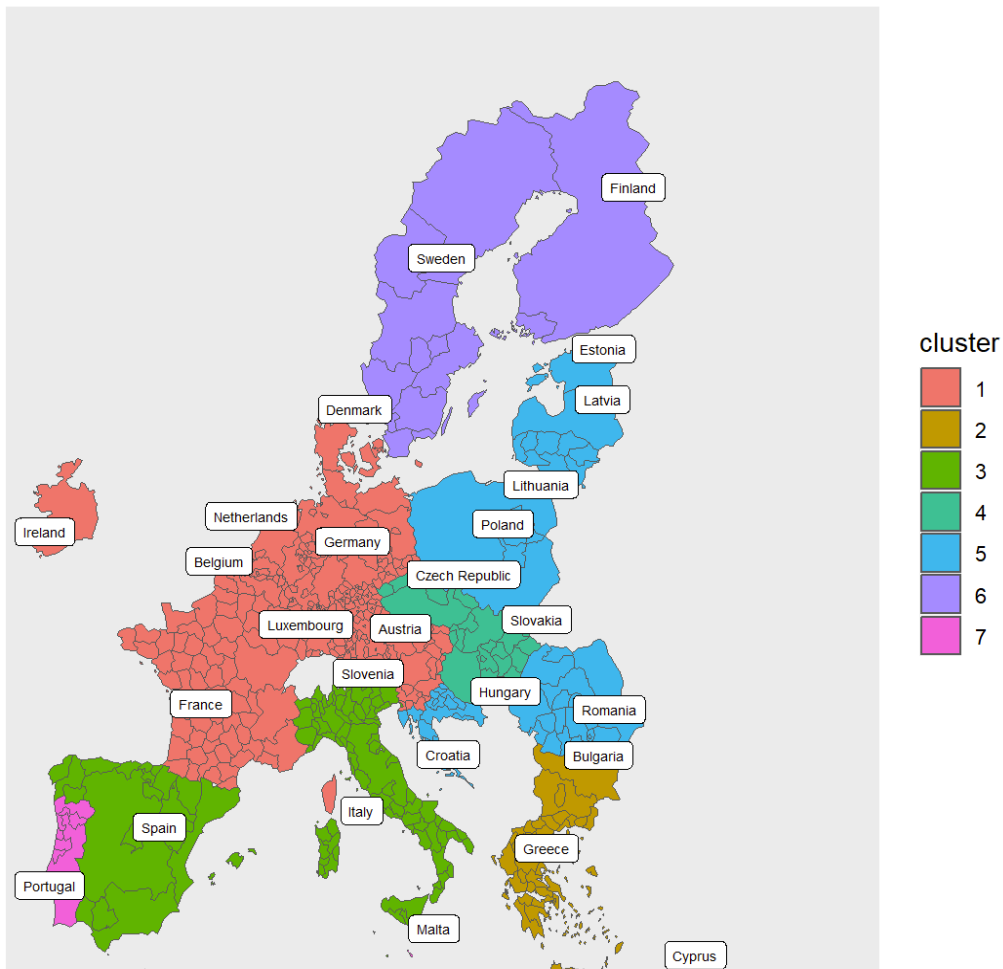 Finland
Sweden
Estonia
Latvia
Denmark
Lithuania
Netherlands
Poland
Ireland
Germany
Belgium
Czech Republic
Luxembourg
Austria
Slovakia
Slovenia
Hungary
France
Romania
Croatia
Bulgaria
Italy
Spain
Greece
Portugal
Malta
Cyprus
cluster
1
2
3
4
5
6
7